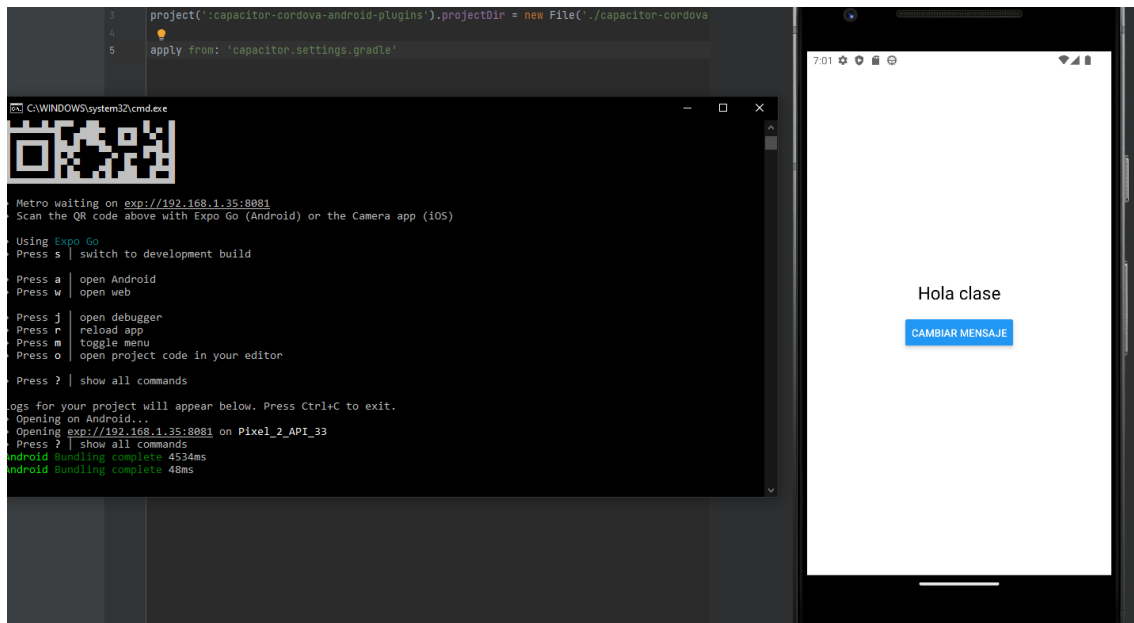 3 project(':capacitor-cordova-android-plugins').projectDir = new File('./capacitor-cordova
4
5 apply from: 'capacitor.settings.gradle'
C:\WINDOWS\system32\cmd.exe
› Metro waiting on exp://192.168.1.35:8081
› Scan the QR code above with Expo Go (Android) or the Camera app (iOS)
› Using Expo Go
› Press s │ switch to development build
› Press a │ open Android
› Press w │ open web
› Press j │ open debugger
› Press r │ reload app
› Press m │ toggle menu
› Press o │ open project code in your editor
› Press ? │ show all commands
Logs for your project will appear below. Press Ctrl+C to exit.
› Opening on Android...
› Opening exp://192.168.1.35:8081 on Pixel_2_API_33
› Press ? │ show all commands
Android Bundling complete 4534ms
Android Bundling complete 48ms
7:01
Hola clase
CAMBIAR MENSAJE